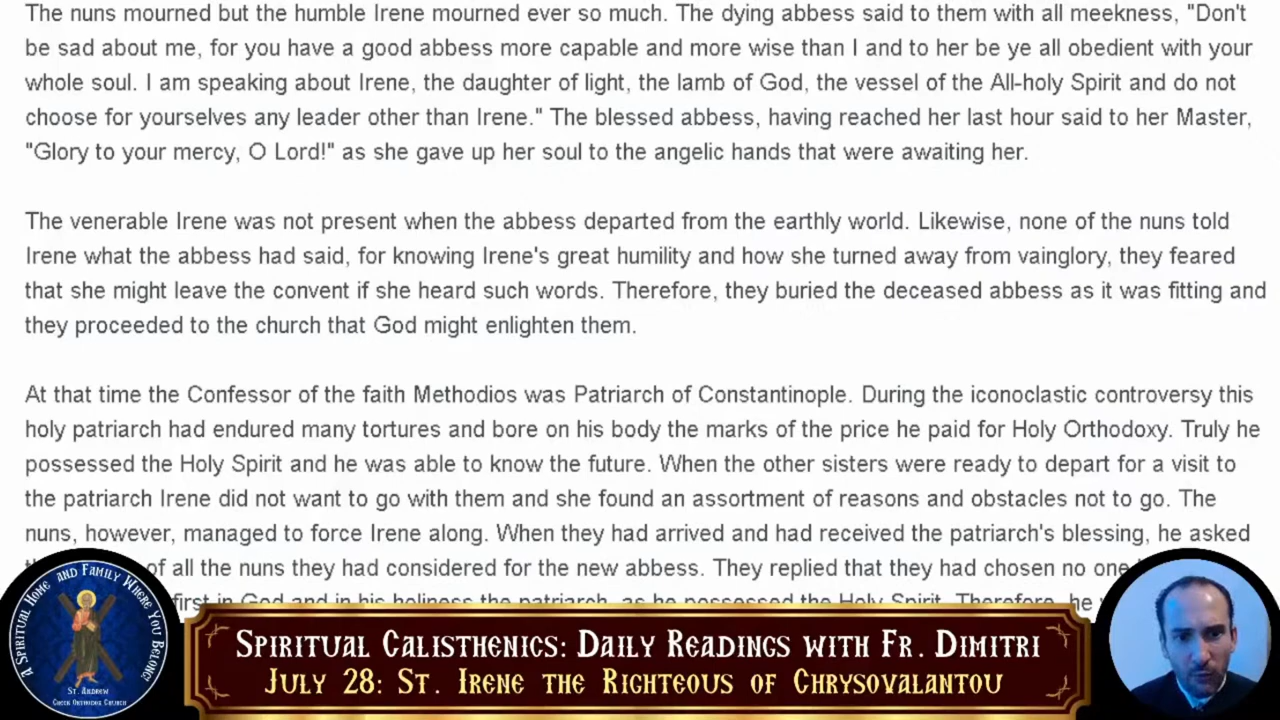 The nuns mourned but the humble Irene mourned ever so much. The dying abbess said to them with all meekness, "Don't
be sad about me, for you have a good abbess more capable and more wise than I and to her be ye all obedient with your
whole soul. I am speaking about Irene, the daughter of light, the lamb of God, the vessel of the All-holy Spirit and do not
choose for yourselves any leader other than Irene." The blessed abbess, having reached her last hour said to her Master,
"Glory to your mercy, O Lord!" as she gave up her soul to the angelic hands that were awaiting her.
The venerable Irene was not present when the abbess departed from the earthly world. Likewise, none of the nuns told
Irene what the abbess had said, for knowing Irene's great humility and how she turned away from vainglory, they feared
that she might leave the convent if she heard such words. Therefore, they buried the deceased abbess as it was fitting and
they proceeded to the church that God might enlighten them.
At that time the Confessor of the faith Methodios was Patriarch of Constantinople. During the iconoclastic controversy this
holy patriarch had endured many tortures and bore on his body the marks of the price he paid for Holy Orthodoxy. Truly he
possessed the Holy Spirit and he was able to know the future. When the other sisters were ready to depart for a visit to
the patriarch Irene did not want to go with them and she found an assortment of reasons and obstacles not to go. The
nuns, however, managed to force Irene along. When they had arrived and had received the patriarch's blessing, he asked
of all the nuns they had considered for the new abbess. They replied that they had chosen no one
first in God and in his holiness the patriarch, as he possessed the Holy Spirit. Therefore, he
A Spiritual Home and Family Where You Belong!
St. Andrew
Greek Orthodox Church
Spiritual Calisthenics: Daily Readings with Fr. Dimitri
July 28: St. Irene the Righteous of Chrysovalantou